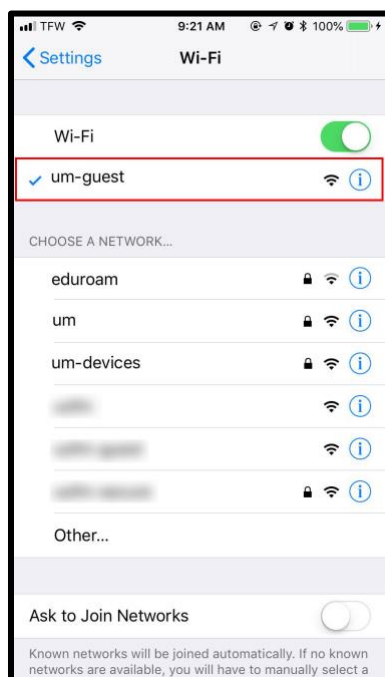 TFW 9:21 AM 100%
Settings Wi-Fi
Wi-Fi
um-guest
CHOOSE A NETWORK...
eduroam
um
um-devices
Other...
Ask to Join Networks
Known networks will be joined automatically. If no known
networks are available, you will have to manually select a